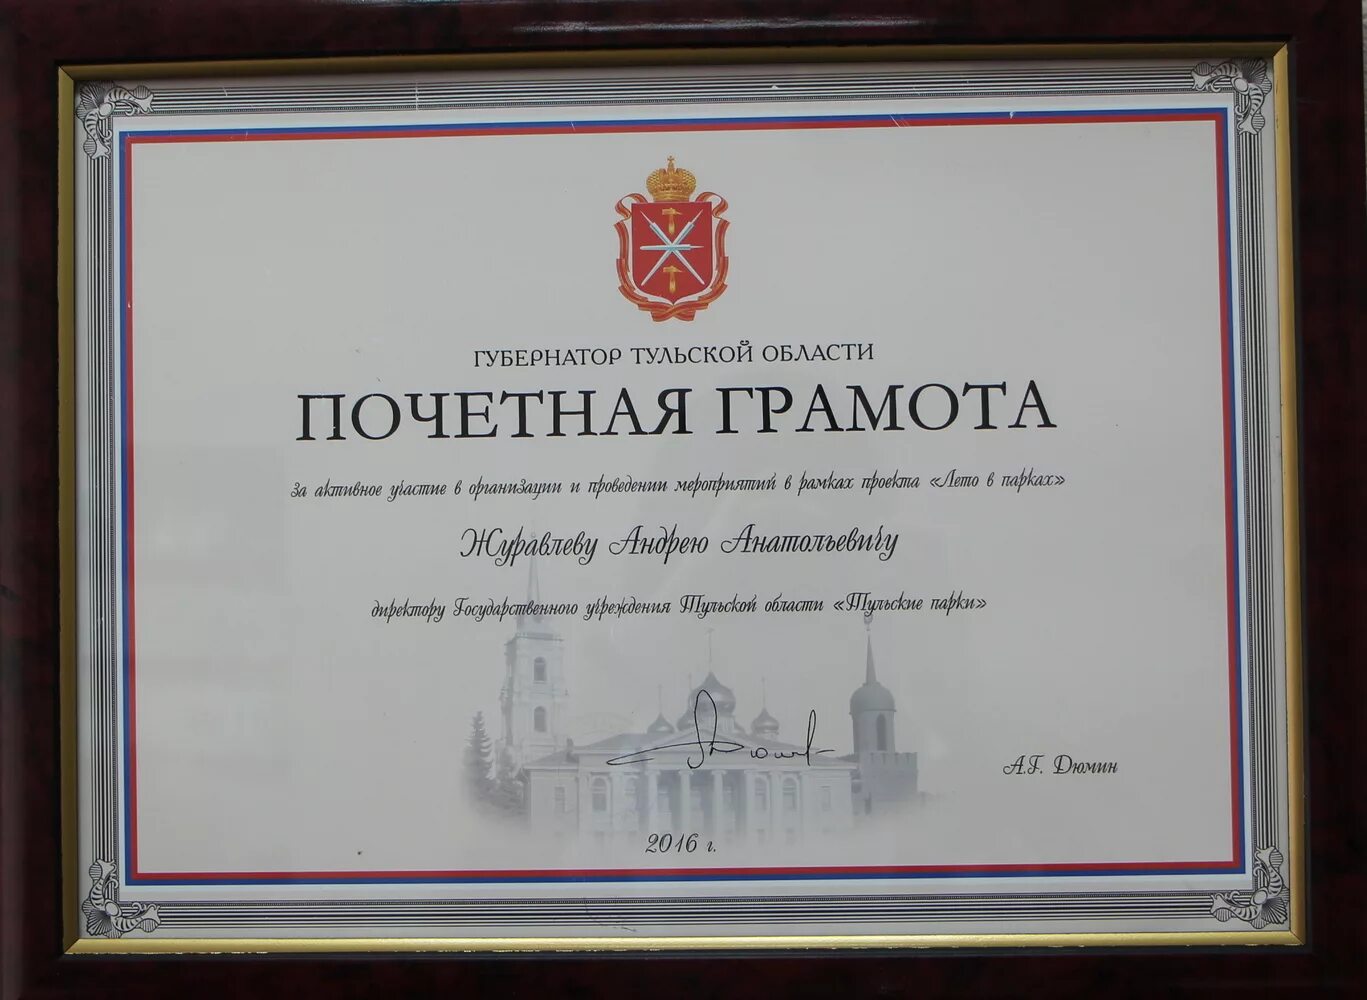 ГУБЕРНАТОР ТУЛЬСКОЙ ОБЛАСТИ
ПОЧЕТНАЯ ГРАМОТА
за активное участие в организации и проведении мероприятий в рамках проекта «Лето в парках»
Журавлеву Андрею Анатольевичу
директору Государственного учреждения Тульской области «Тульские парки»
А.Г. Дюмин
2016 г.